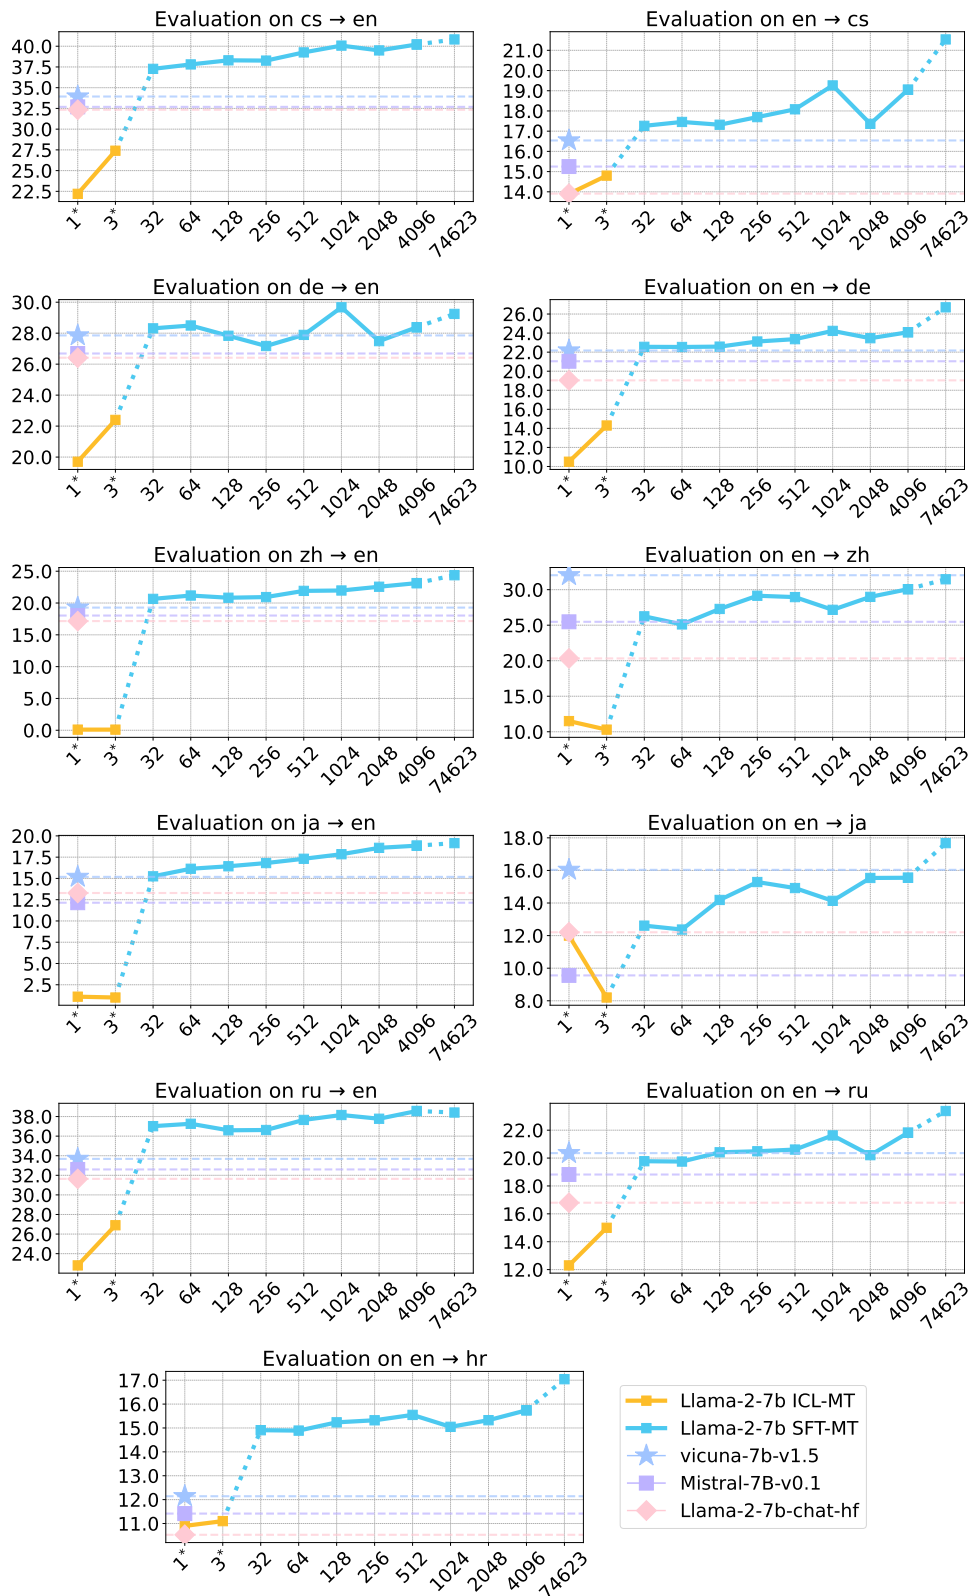 Evaluation on cs → en
40.0
37.5
35.0
32.5
30.0
27.5
25.0
22.5
1* 3* 32 64 128 256 512 1024 2048 4096 74623
Evaluation on en → cs
21.0
20.0
19.0
18.0
17.0
16.0
15.0
14.0
1* 3* 32 64 128 256 512 1024 2048 4096 74623
Evaluation on de → en
30.0
28.0
26.0
24.0
22.0
20.0
1* 3* 32 64 128 256 512 1024 2048 4096 74623
Evaluation on en → de
26.0
24.0
22.0
20.0
18.0
16.0
14.0
12.0
10.0
1* 3* 32 64 128 256 512 1024 2048 4096 74623
Evaluation on zh → en
25.0
20.0
15.0
10.0
5.0
0.0
1* 3* 32 64 128 256 512 1024 2048 4096 74623
Evaluation on en → zh
30.0
25.0
20.0
15.0
10.0
1* 3* 32 64 128 256 512 1024 2048 4096 74623
Evaluation on ja → en
20.0
17.5
15.0
12.5
10.0
7.5
5.0
2.5
1* 3* 32 64 128 256 512 1024 2048 4096 74623
Evaluation on en → ja
18.0
16.0
14.0
12.0
10.0
8.0
1* 3* 32 64 128 256 512 1024 2048 4096 74623
Evaluation on ru → en
38.0
36.0
34.0
32.0
30.0
28.0
26.0
24.0
1* 3* 32 64 128 256 512 1024 2048 4096 74623
Evaluation on en → ru
22.0
20.0
18.0
16.0
14.0
12.0
1* 3* 32 64 128 256 512 1024 2048 4096 74623
Evaluation on en → hr
17.0
16.0
15.0
14.0
13.0
12.0
11.0
1* 3* 32 64 128 256 512 1024 2048 4096 74623
Llama-2-7b ICL-MT
Llama-2-7b SFT-MT
vicuna-7b-v1.5
Mistral-7B-v0.1
Llama-2-7b-chat-hf